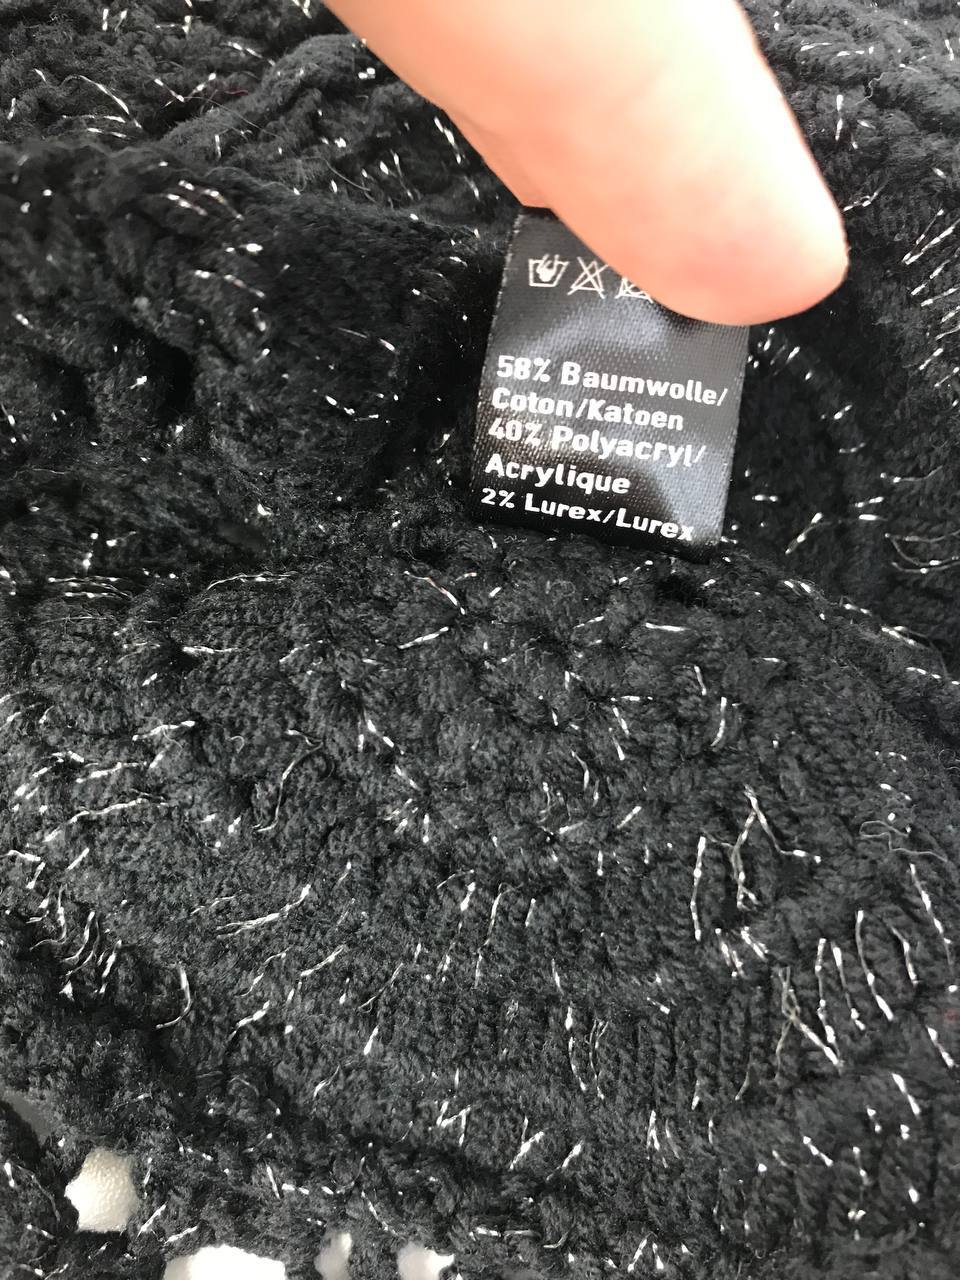 58% Baumwolle/
Coton/Katoen
40% Polyacryl/
Acrylique
2% Lurex/Lurex